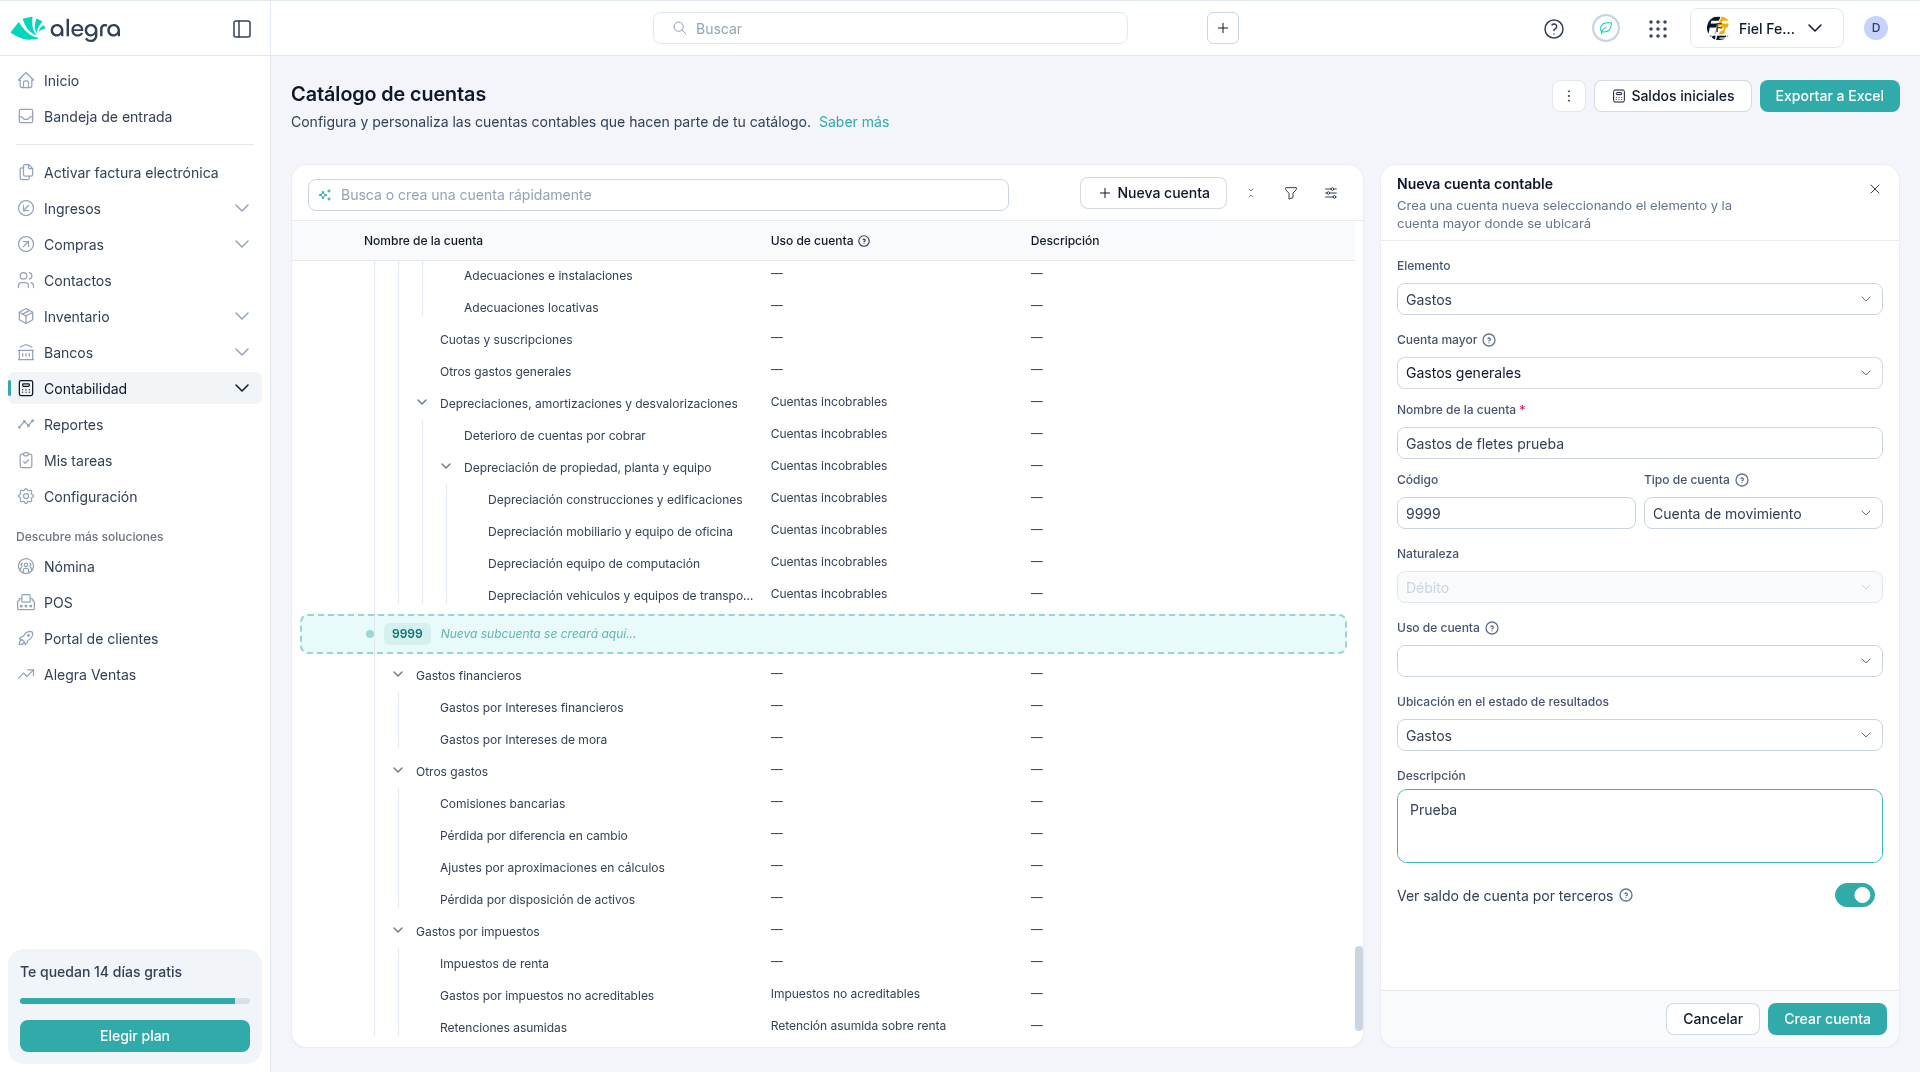 alegra
Buscar
Fiel Fe...
D
Inicio
Bandeja de entrada
Activar factura electrónica
Ingresos
Compras
Contactos
Inventario
Bancos
Contabilidad
Reportes
Mis tareas
Configuración
Descubre más soluciones
Nómina
POS
Portal de clientes
Alegra Ventas
Te quedan 14 días gratis
Elegir plan
Catálogo de cuentas
Configura y personaliza las cuentas contables que hacen parte de tu catálogo. Saber más
Saldos iniciales
Exportar a Excel
Busca o crea una cuenta rápidamente
Nueva cuenta
Nombre de la cuenta Uso de cuenta Descripción
Adecuaciones e instalaciones — —
Adecuaciones locativas — —
Cuotas y suscripciones — —
Otros gastos generales — —
Depreciaciones, amortizaciones y desvalorizaciones Cuentas incobrables —
Deterioro de cuentas por cobrar Cuentas incobrables —
Depreciación de propiedad, planta y equipo Cuentas incobrables —
Depreciación construcciones y edificaciones Cuentas incobrables —
Depreciación mobiliario y equipo de oficina Cuentas incobrables —
Depreciación equipo de computación Cuentas incobrables —
Depreciación vehiculos y equipos de transpo... Cuentas incobrables —
9999 Nueva subcuenta se creará aquí...
Gastos financieros — —
Gastos por Intereses financieros — —
Gastos por Intereses de mora — —
Otros gastos — —
Comisiones bancarias — —
Pérdida por diferencia en cambio — —
Ajustes por aproximaciones en cálculos — —
Pérdida por disposición de activos — —
Gastos por impuestos — —
Impuestos de renta — —
Gastos por impuestos no acreditables Impuestos no acreditables —
Retenciones asumidas Retención asumida sobre renta —
Nueva cuenta contable
Crea una cuenta nueva seleccionando el elemento y la
cuenta mayor donde se ubicará
Elemento
Gastos
Cuenta mayor
Gastos generales
Nombre de la cuenta *
Gastos de fletes prueba
Código Tipo de cuenta
9999 Cuenta de movimiento
Naturaleza
Débito
Uso de cuenta
Ubicación en el estado de resultados
Gastos
Descripción
Prueba
Ver saldo de cuenta por terceros
Cancelar Crear cuenta